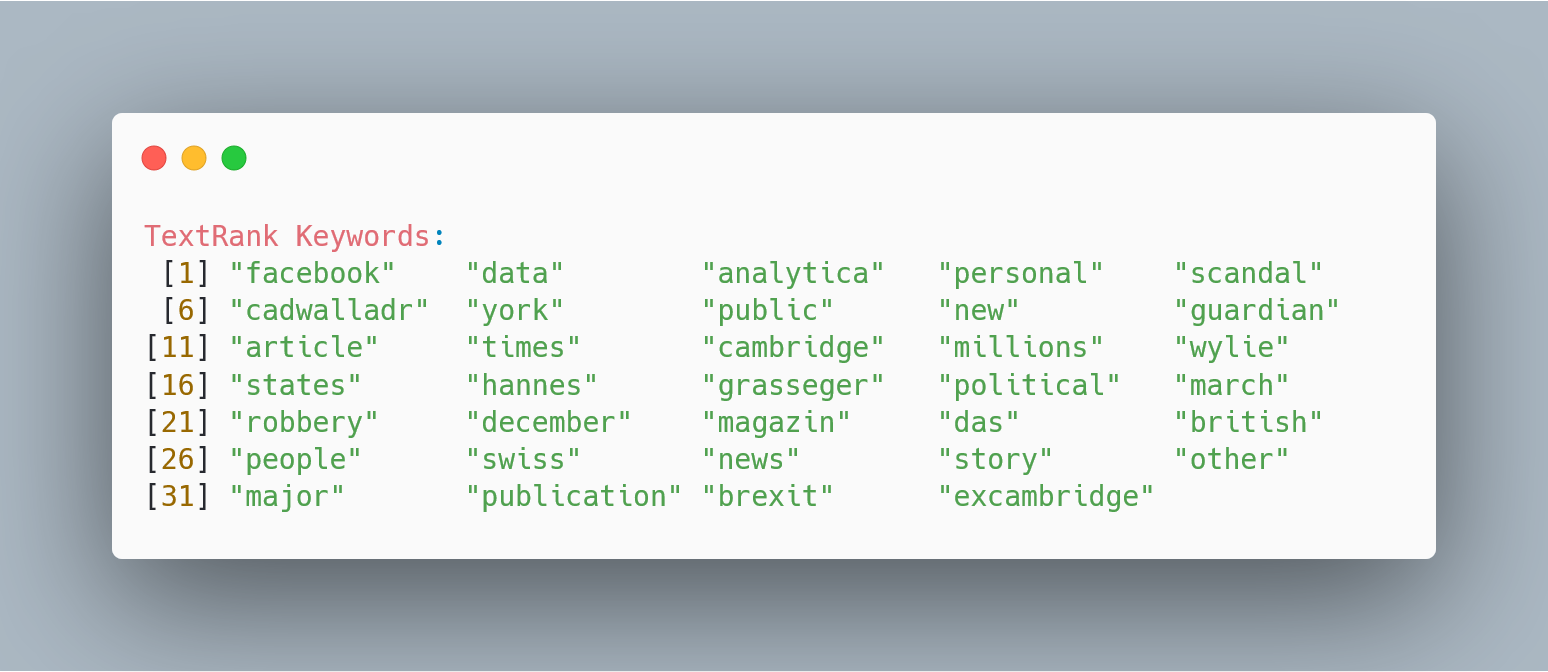 TextRank Keywords:
[1] "facebook" "data" "analytica" "personal" "scandal"
[6] "cadwalladr" "york" "public" "new" "guardian"
[11] "article" "times" "cambridge" "millions" "wylie"
[16] "states" "hannes" "grasseger" "political" "march"
[21] "robbery" "december" "magazin" "das" "british"
[26] "people" "swiss" "news" "story" "other"
[31] "major" "publication" "brexit" "excambridge"